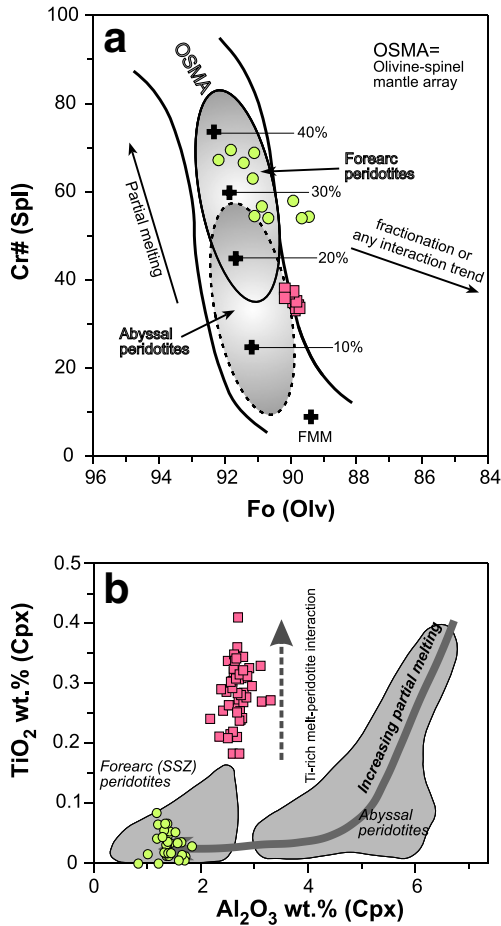 a
100
80
60
40
20
0
Cr# (Spl)
OSMA
OSMA=
Olivine-spinel
mantle array
40%
Forearc
peridotites
30%
20%
10%
Partial melting
fractionation or
any interaction trend
Abyssal
peridotites
FMM
96
94
92
90
88
86
84
Fo (Olv)
b
0.5
0.4
0.3
0.2
0.1
0
TiO2 wt.% (Cpx)
Ti-rich melt-peridotite interaction
Increasing partial melting
Forearc (SSZ)
peridotites
Abyssal
peridotites
0
2
4
6
Al2O3 wt.% (Cpx)